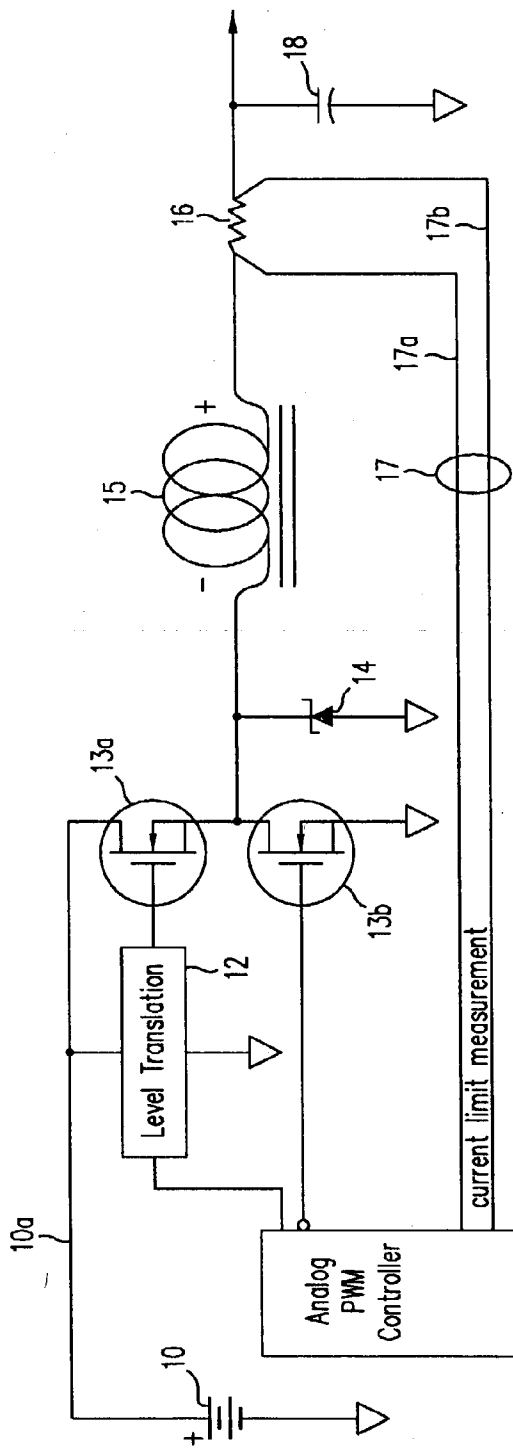 10a
10
+
Analog
PWM
Controller
Level Translation
12
13a
13b
14
15
-
+
16
17a
17b
17
18
current limit measurement